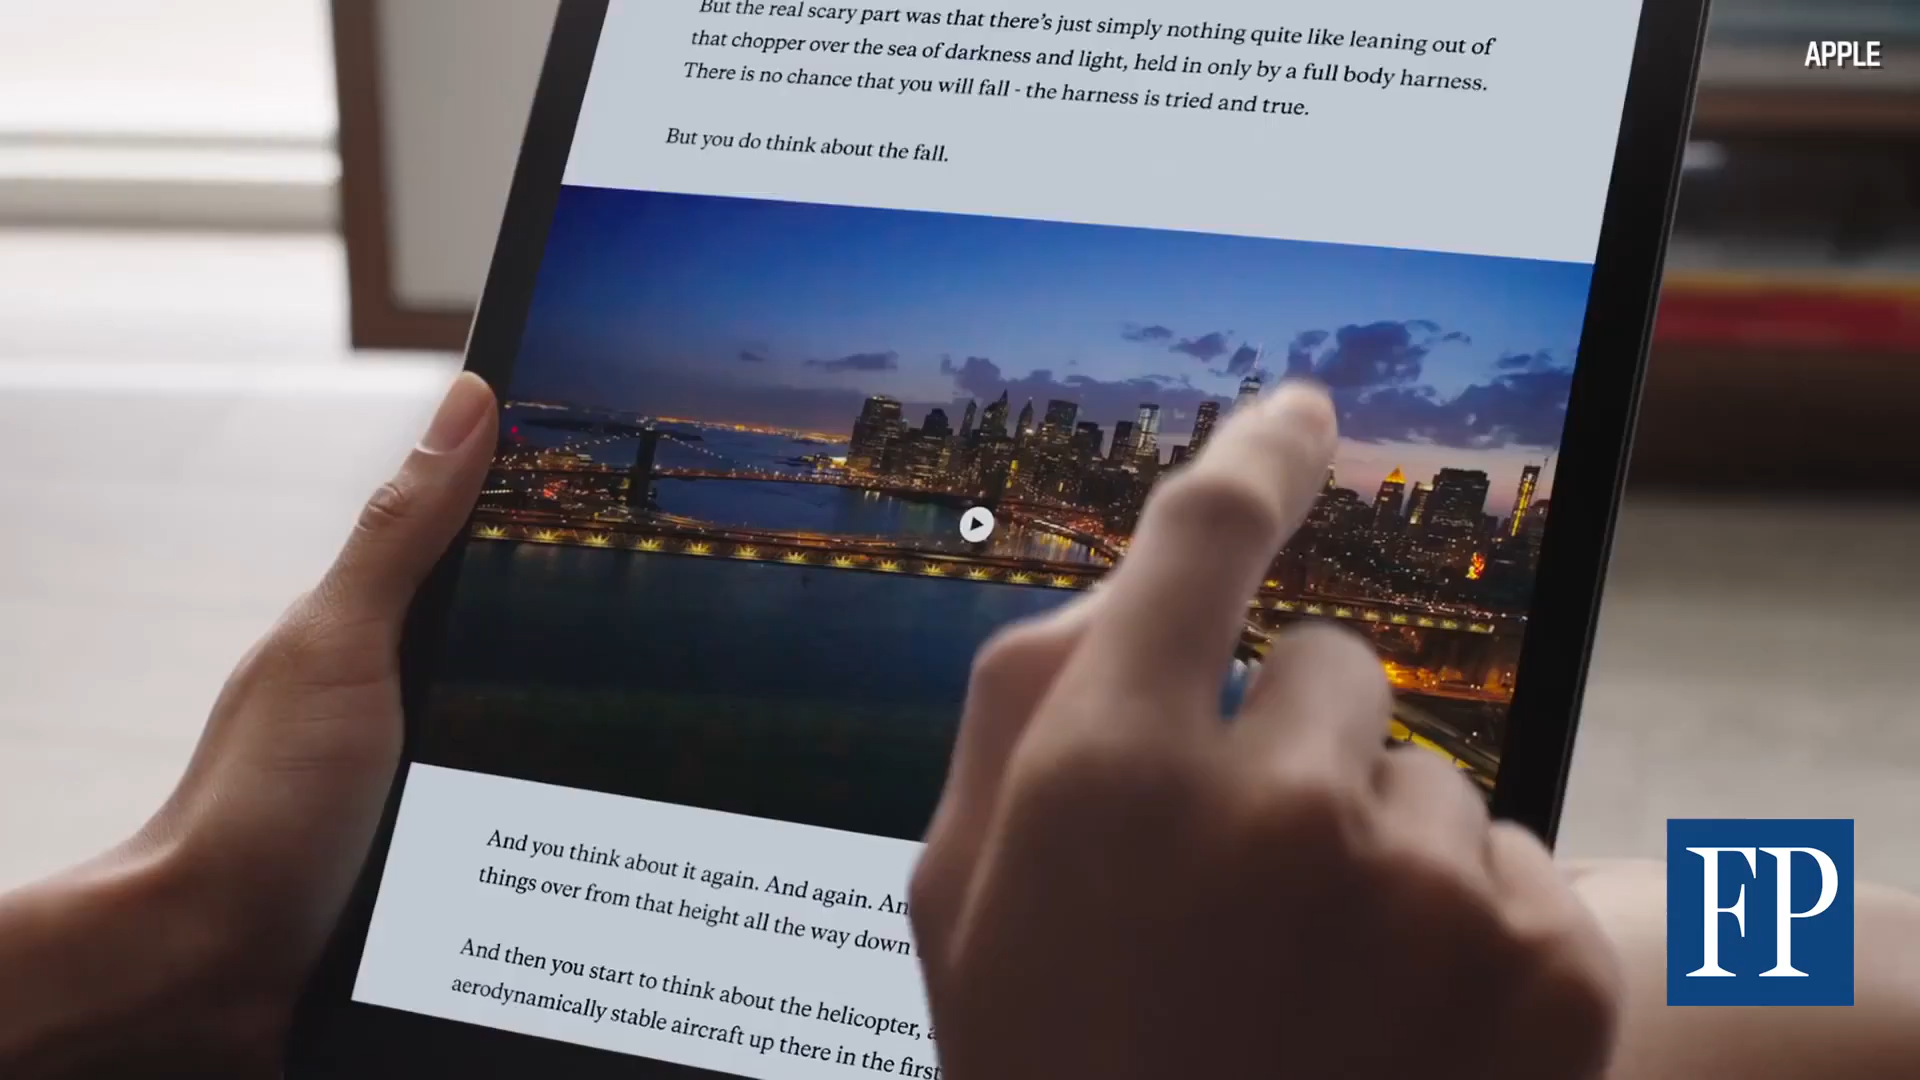 But the real scary part was that there's just simply nothing quite like leaning out of
that chopper over the sea of darkness and light, held in only by a full body harness.
There is no chance that you will fall - the harness is tried and true.
But you do think about the fall.
And you think about it again. And again. An
things over from that height all the way down
And then you start to think about the helicopter,
aerodynamically stable aircraft up there in the first
APPLE
FP